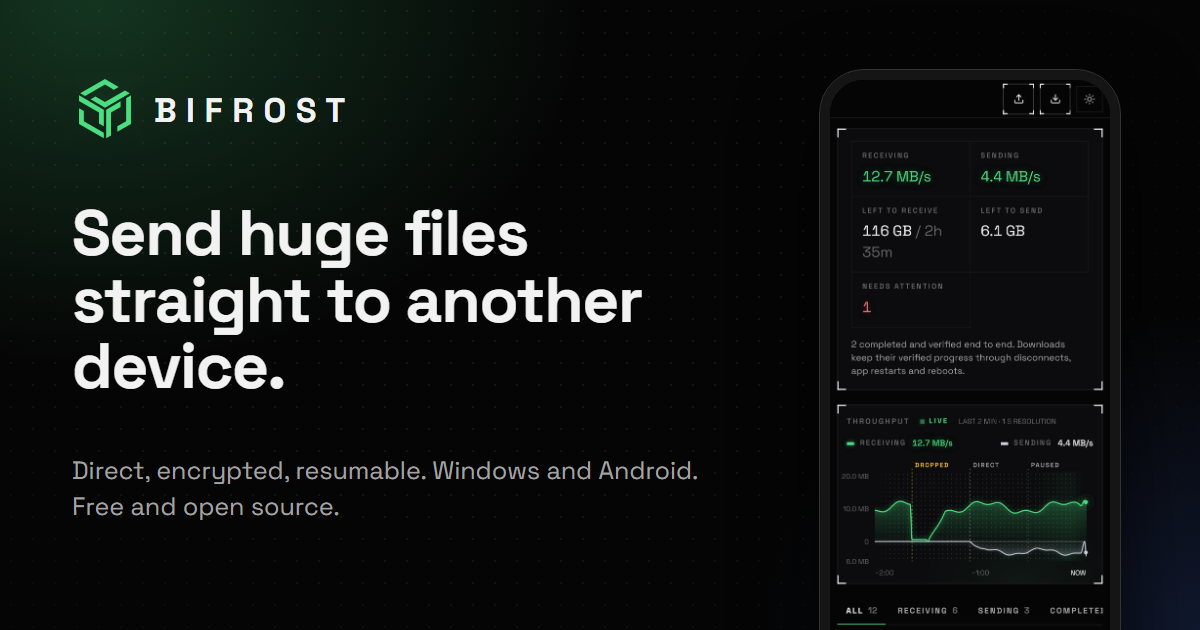 BIFROST
Send huge files
straight to another
device.
Direct, encrypted, resumable. Windows and Android.
Free and open source.
RECEIVING
12.7 MB/s
SENDING
4.4 MB/s
LEFT TO RECEIVE
116 GB / 2h
35m
LEFT TO SEND
6.1 GB
NEEDS ATTENTION
1
2 completed and verified end to end. Downloads
keep their verified progress through disconnects,
app restarts and reboots.
THROUGHPUT LIVE LAST 2 MIN · 1 S RESOLUTION
RECEIVING 12.7 MB/s SENDING 4.4 MB/s
DROPPED DIRECT PAUSED
20.0 MB
10.0 MB
0
6.0 MB
-2:00 -1:00 NOW
ALL 12 RECEIVING 6 SENDING 3 COMPLETE